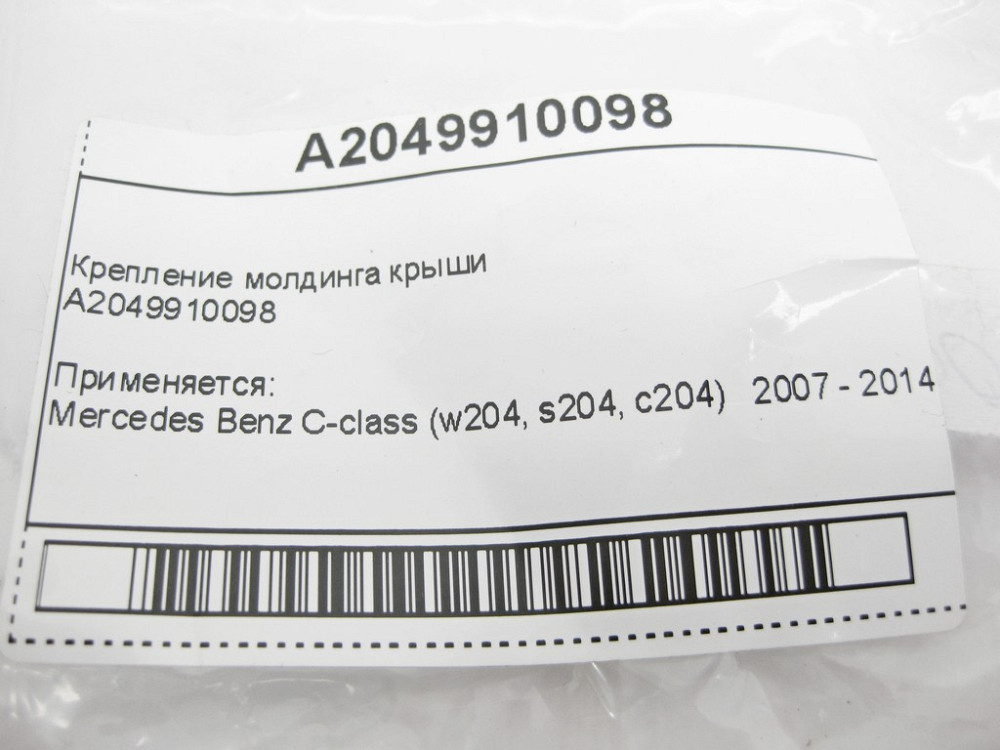 A2049910098
Крепление молдинга крыши
A2049910098
Применяется:
Mercedes Benz C-class (w204, s204, c204) 2007 - 2014